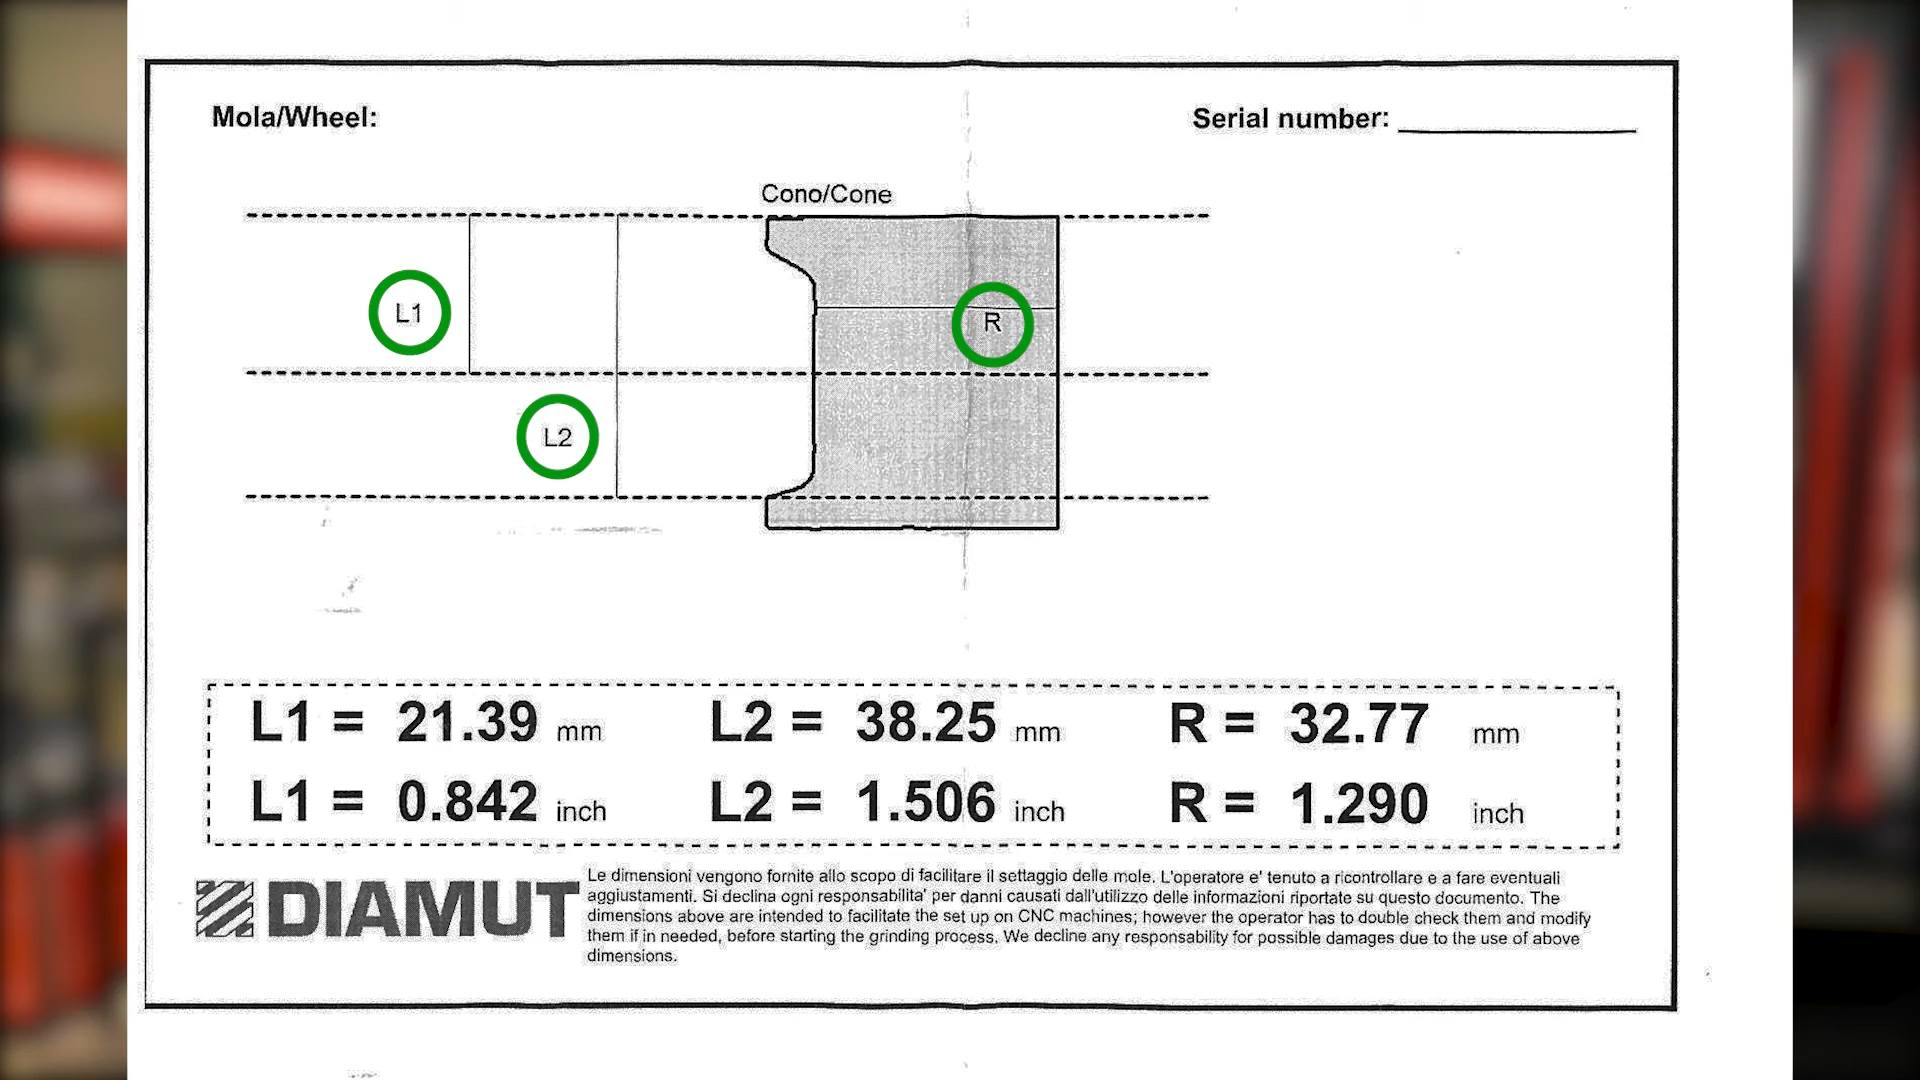 Mola/Wheel:
Serial number:
Cono/Cone
L1
R
L2
L1 = 21.39 mm L2 = 38.25 mm R = 32.77 mm
L1 = 0.842 inch L2 = 1.506 inch R = 1.290 inch
DIAMUT
Le dimensioni vengono fornite allo scopo di facilitare il settaggio delle mole. L'operatore e' tenuto a ricontrollare e a fare eventuali
aggiustamenti. Si declina ogni responsabilita' per danni causati dall'utilizzo delle informazioni riportate su questo documento. The
dimensions above are intended to facilitate the set up on CNC machines; however the operator has to double check them and modify
them if in needed, before starting the grinding process. We decline any responsability for possible damages due to the use of above
dimensions.